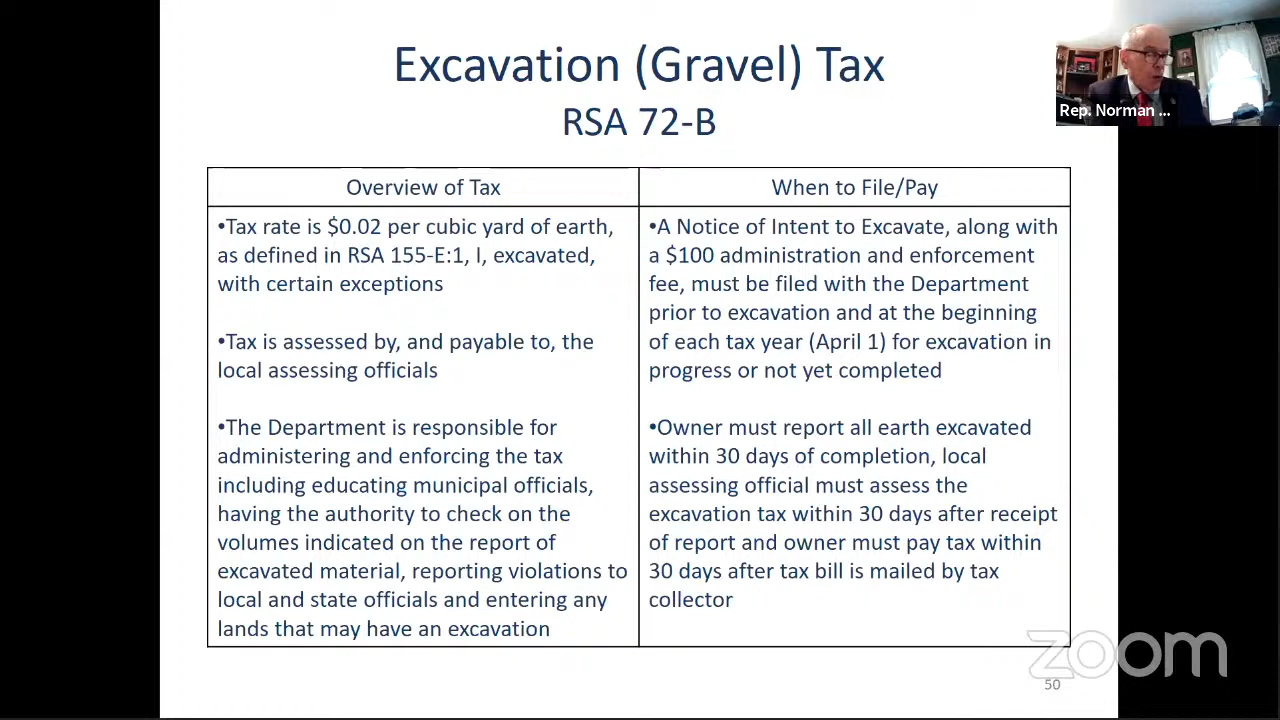 Excavation (Gravel) Tax
RSA 72-B
Rep. Norman ...
Overview of Tax
•Tax rate is $0.02 per cubic yard of earth,
as defined in RSA 155-E:1, I, excavated,
with certain exceptions
•Tax is assessed by, and payable to, the
local assessing officials
•The Department is responsible for
administering and enforcing the tax
including educating municipal officials,
having the authority to check on the
volumes indicated on the report of
excavated material, reporting violations to
local and state officials and entering any
lands that may have an excavation
When to File/Pay
•A Notice of Intent to Excavate, along with
a $100 administration and enforcement
fee, must be filed with the Department
prior to excavation and at the beginning
of each tax year (April 1) for excavation in
progress or not yet completed
•Owner must report all earth excavated
within 30 days of completion, local
assessing official must assess the
excavation tax within 30 days after receipt
of report and owner must pay tax within
30 days after tax bill is mailed by tax
collector
zoom
50